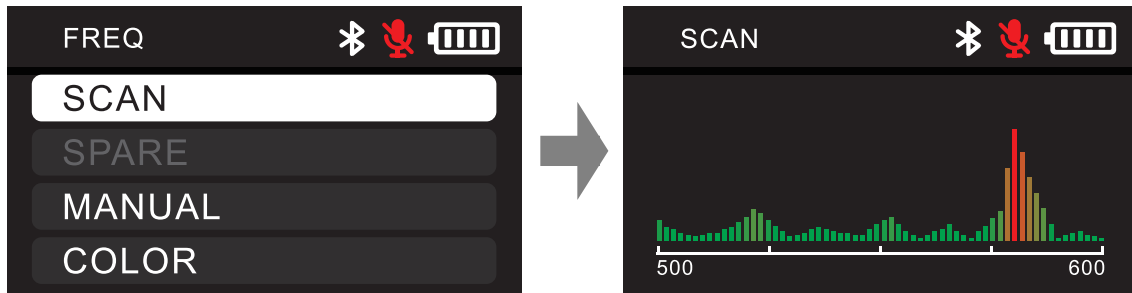 FREQ
SCAN
SPARE
MANUAL
COLOR
SCAN
500 600